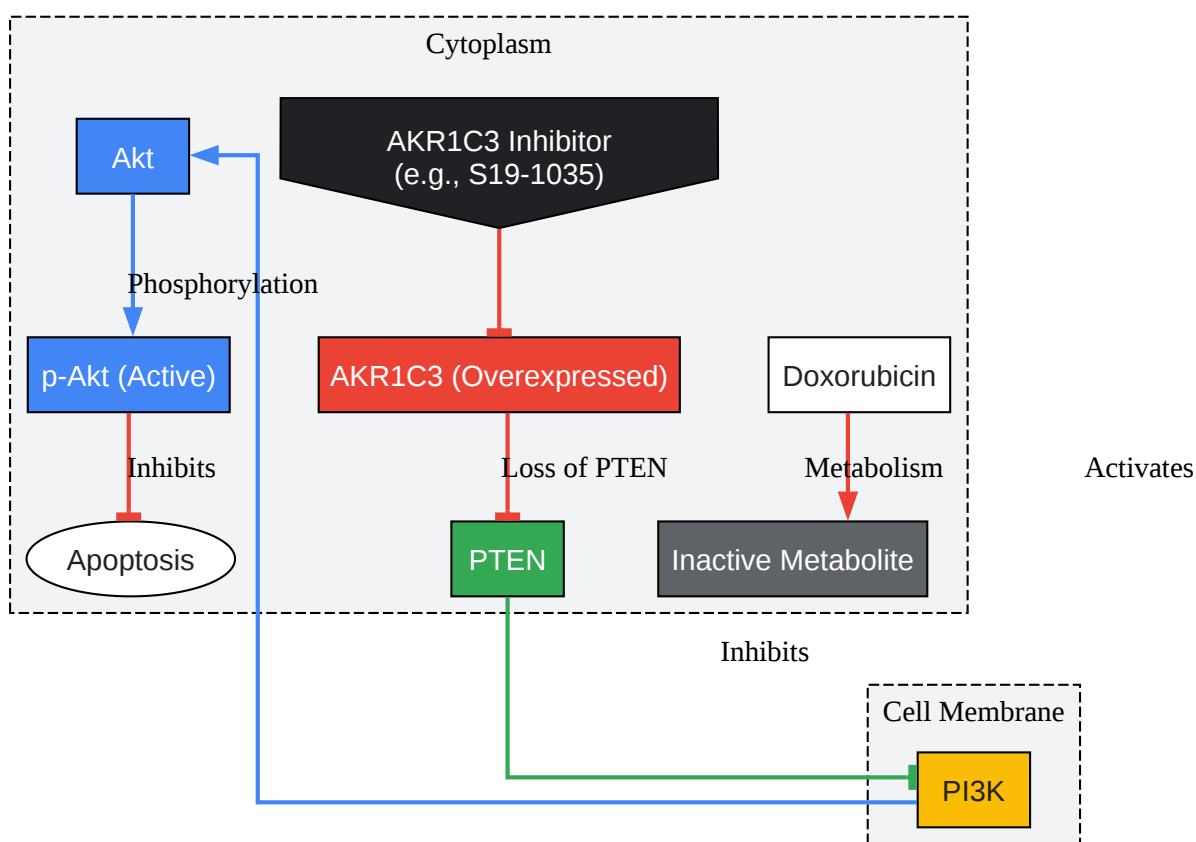 Cytoplasm
AKR1C3 Inhibitor
(e.g., S19-1035)
Akt
Phosphorylation
p-Akt (Active)
AKR1C3 (Overexpressed)
Doxorubicin
Inhibits
Loss of PTEN
Metabolism
Activates
Apoptosis
PTEN
Inactive Metabolite
Inhibits
Cell Membrane
PI3K